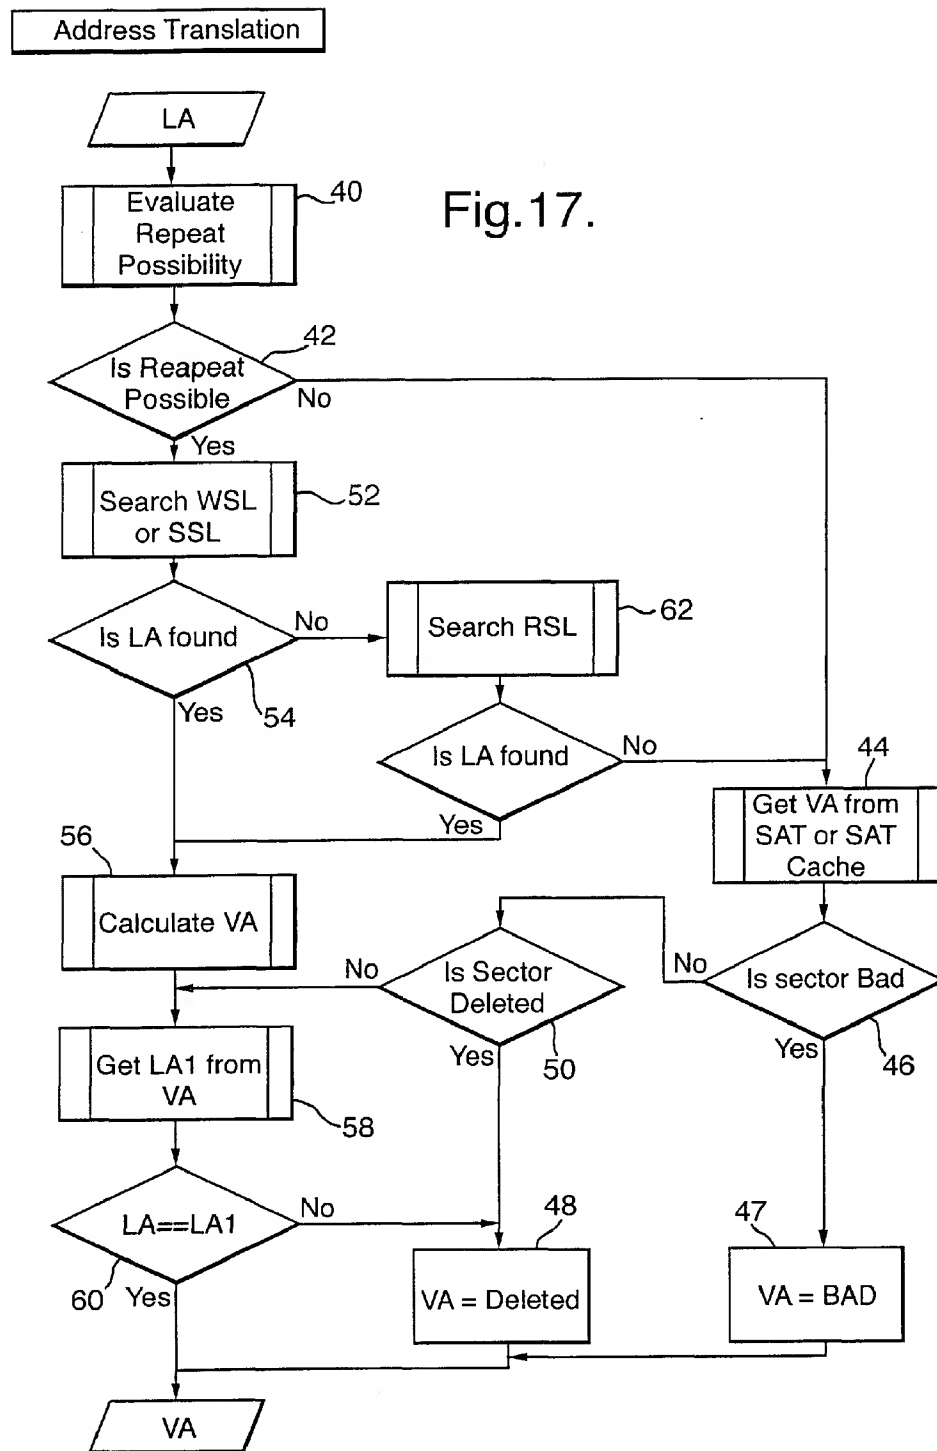 Address Translation
LA
Fig.17.
Evaluate
Repeat
Possibility
40
Is Reapeat
Possible
42
No
Yes
Search WSL
or SSL
52
Is LA found
No
54
Yes
Search RSL
62
Is LA found
No
Yes
44
Get VA from
SAT or SAT
Cache
56
Calculate VA
Is sector Bad
No
Yes
46
Is Sector
Deleted
No
Yes
50
Get LA1 from
VA
58
LA==LA1
No
60
Yes
48
VA = Deleted
47
VA = BAD
VA